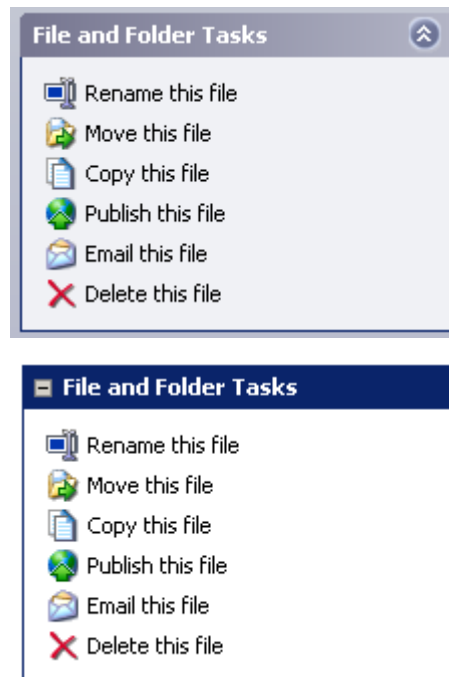 File and Folder Tasks
Rename this file
Move this file
Copy this file
Publish this file
Email this file
Delete this file
File and Folder Tasks
Rename this file
Move this file
Copy this file
Publish this file
Email this file
Delete this file